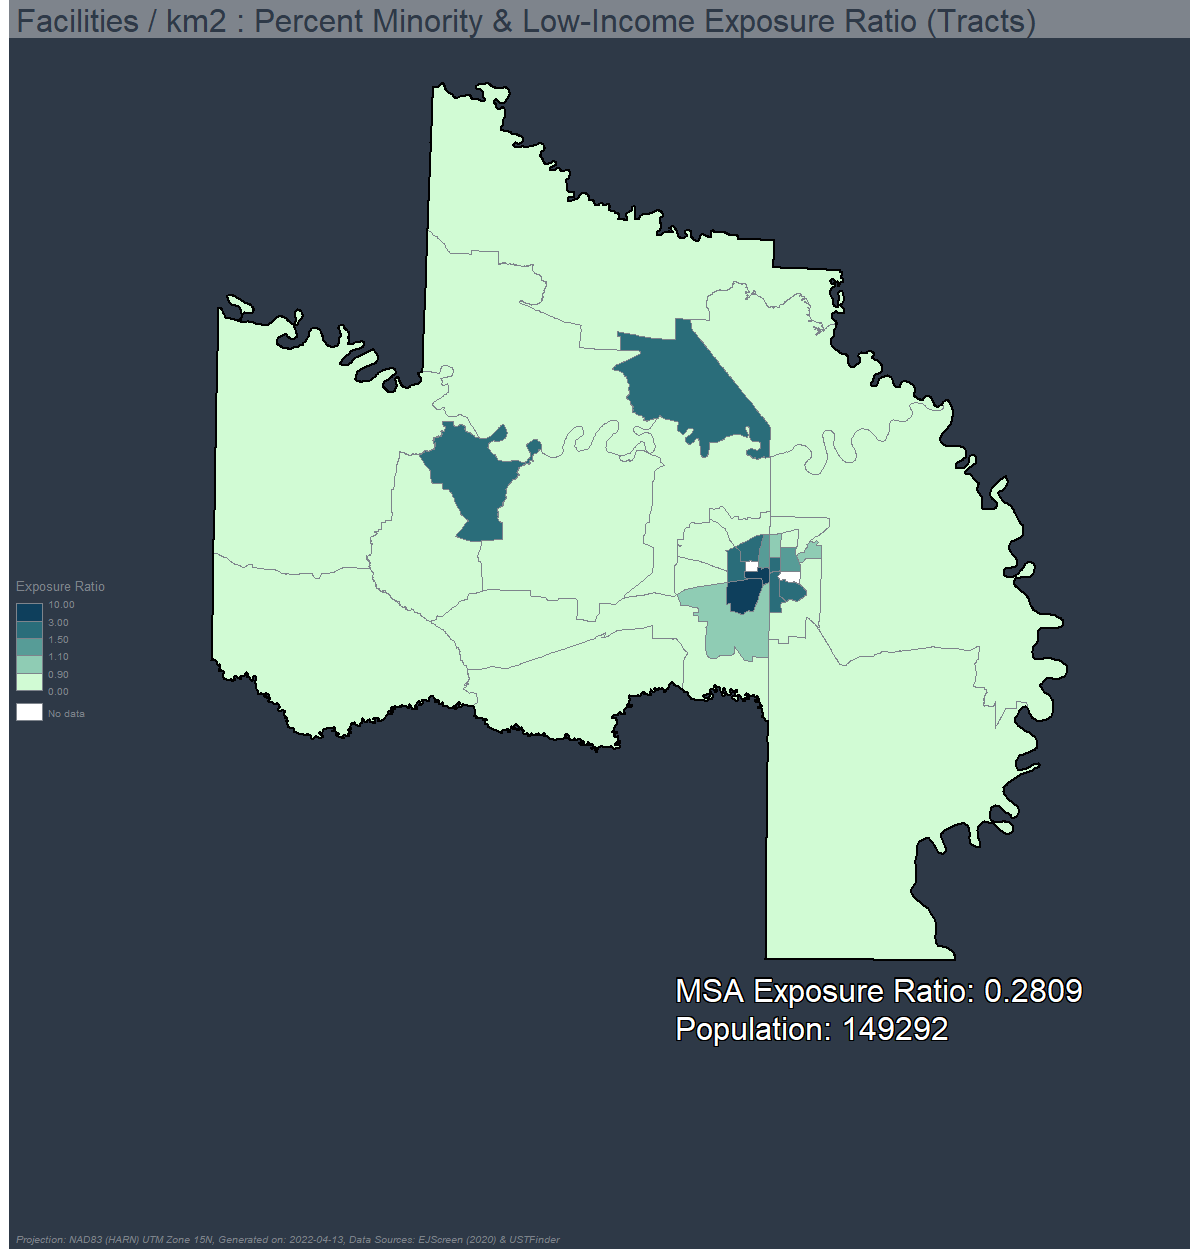 Facilities / km2 : Percent Minority & Low-Income Exposure Ratio (Tracts)
Exposure Ratio
10.00
3.00
1.50
1.10
0.90
0.00
No data
MSA Exposure Ratio: 0.2809
Population: 149292
Projection: NAD83 (HARN) UTM Zone 15N, Generated on: 2022-04-13, Data Sources: EJScreen (2020) & USTFinder